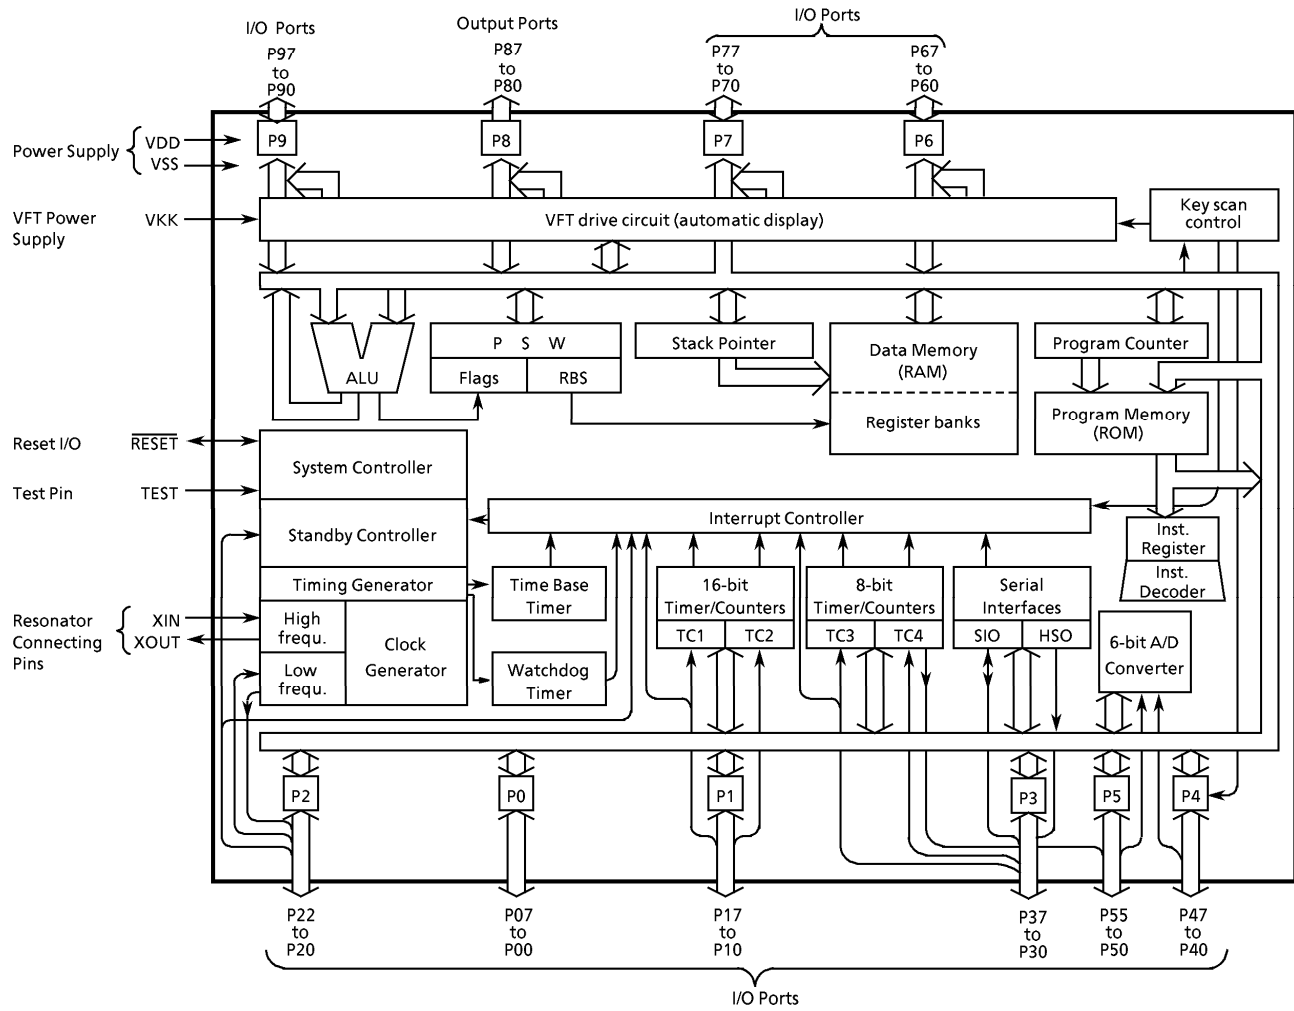 I/O Ports
Output Ports
I/O Ports
P97
to
P90
P87
to
P80
P77
to
P70
P67
to
P60
P9
P8
P7
P6
Power Supply
VDD
VSS
VFT Power
Supply
VKK
VFT drive circuit (automatic display)
Key scan
control
ALU
P S W
Flags
RBS
Stack Pointer
Data Memory
(RAM)
Register banks
Program Counter
Program Memory
(ROM)
Reset I/O
RESET
Test Pin
TEST
System Controller
Standby Controller
Interrupt Controller
Inst.
Register
Inst.
Decoder
Timing Generator
Time Base
Timer
16-bit
Timer/Counters
TC1
TC2
8-bit
Timer/Counters
TC3
TC4
Serial
Interfaces
SIO
HSO
6-bit A/D
Converter
Resonator
Connecting
Pins
XIN
XOUT
High
frequ.
Low
frequ.
Clock
Generator
Watchdog
Timer
P2
P0
P1
P3
P5
P4
P22
to
P20
P07
to
P00
P17
to
P10
P37
to
P30
P55
to
P50
P47
to
P40
I/O Ports